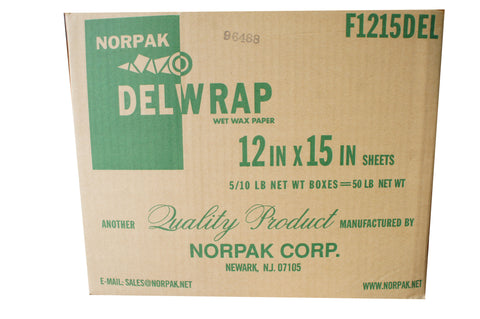 NORPAK
96488
F1215DEL
DELWRAP
WET WAX PAPER
12 IN X 15 IN SHEETS
5/10 LB NET WT BOXES = 50 LB NET WT
ANOTHER Quality Product MANUFACTURED BY
NORPAK CORP.
NEWARK, N.J. 07105
E-MAIL: SALES@NORPAK.NET
WWW.NORPAK.NET